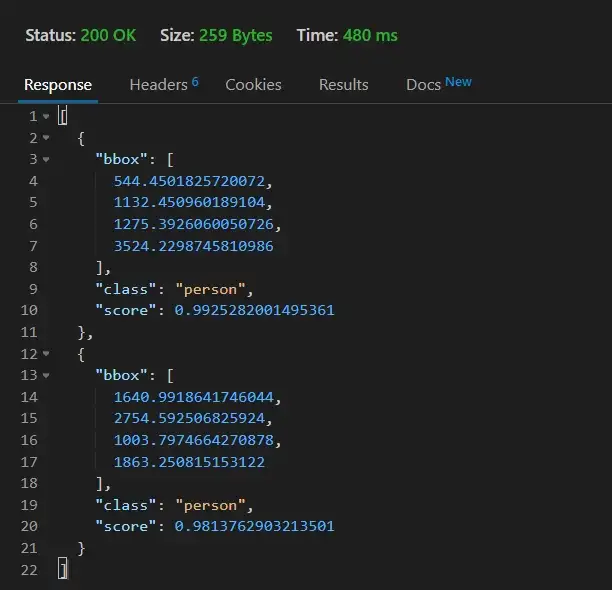 Status: 200 OK Size: 259 Bytes Time: 480 ms
Response Headers 6 Cookies Results Docs New
1 [
2 {
3 "bbox": [
4 544.4501825720072,
5 1132.450960189104,
6 1275.3926060050726,
7 3524.2298745810986
8 ],
9 "class": "person",
10 "score": 0.9925282001495361
11 },
12 {
13 "bbox": [
14 1640.9918641746044,
15 2754.592506825924,
16 1003.7974664270878,
17 1863.250815153122
18 ],
19 "class": "person",
20 "score": 0.9813762903213501
21 }
22 ]